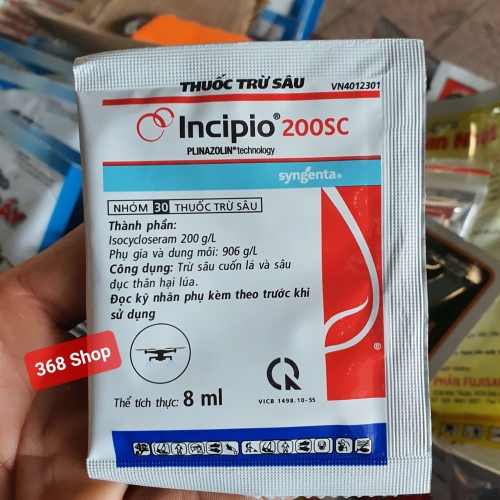 THUỐC TRỪ SÂU
VN4012301
Incipio® 200SC
PLINAZOLIN® technology
syngenta®
NHÓM 30 THUỐC TRỪ SÂU
Thành phần:
Isocycloseram 200 g/L
Phụ gia và dung môi: 906 g/L
Công dụng: Trừ sâu cuốn lá và sâu
đục thân hại lúa.
Đọc kỹ nhãn phụ kèm theo trước khi
sử dụng
368 Shop
®
Thể tích thực: 8 ml
VICB 1498.10-55
PHÂN FUJISAN